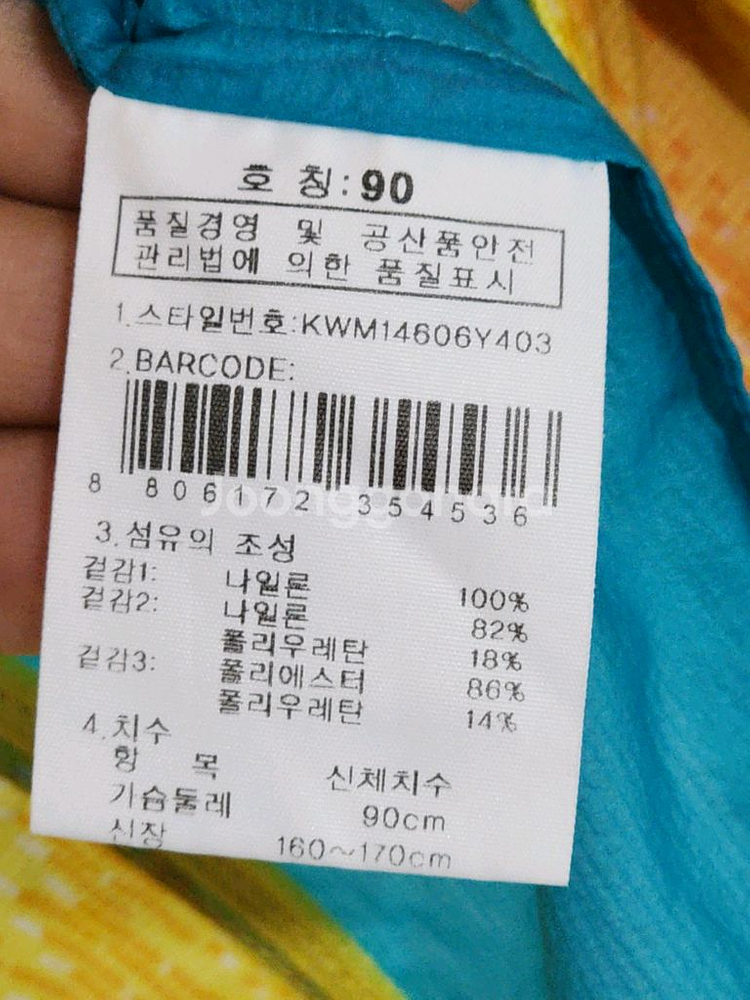 호 칭:90
품질경영 및 공산품안전
관리법에 의한 품질표시
1.스타일번호:KWM14606Y403
2.BARCODE:
8 806172 354536
Joonggonara
3.섬유의 조성
겉감1: 나일론 100%
겉감2: 나일론 82%
폴리우레탄 18%
겉감3: 폴리에스터 86%
폴리우레탄 14%
4.치수
항 목 신체치수
가슴둘레 90cm
신장 160~170cm